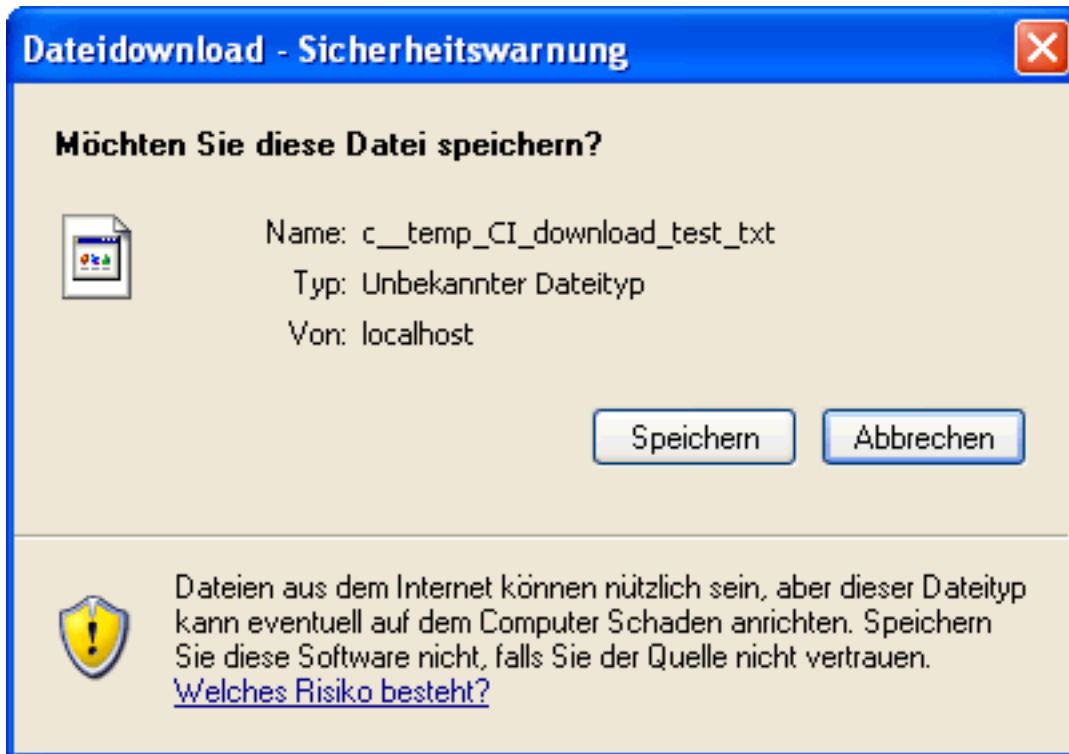 Dateidownload - Sicherheitswarnung
Möchten Sie diese Datei speichern?
Name: c__temp_CI_download_test_txt
Typ: Unbekannter Dateityp
Von: localhost
Speichern Abbrechen
Dateien aus dem Internet können nützlich sein, aber dieser Dateityp
kann eventuell auf dem Computer Schaden anrichten. Speichern
Sie diese Software nicht, falls Sie der Quelle nicht vertrauen.
Welches Risiko besteht?